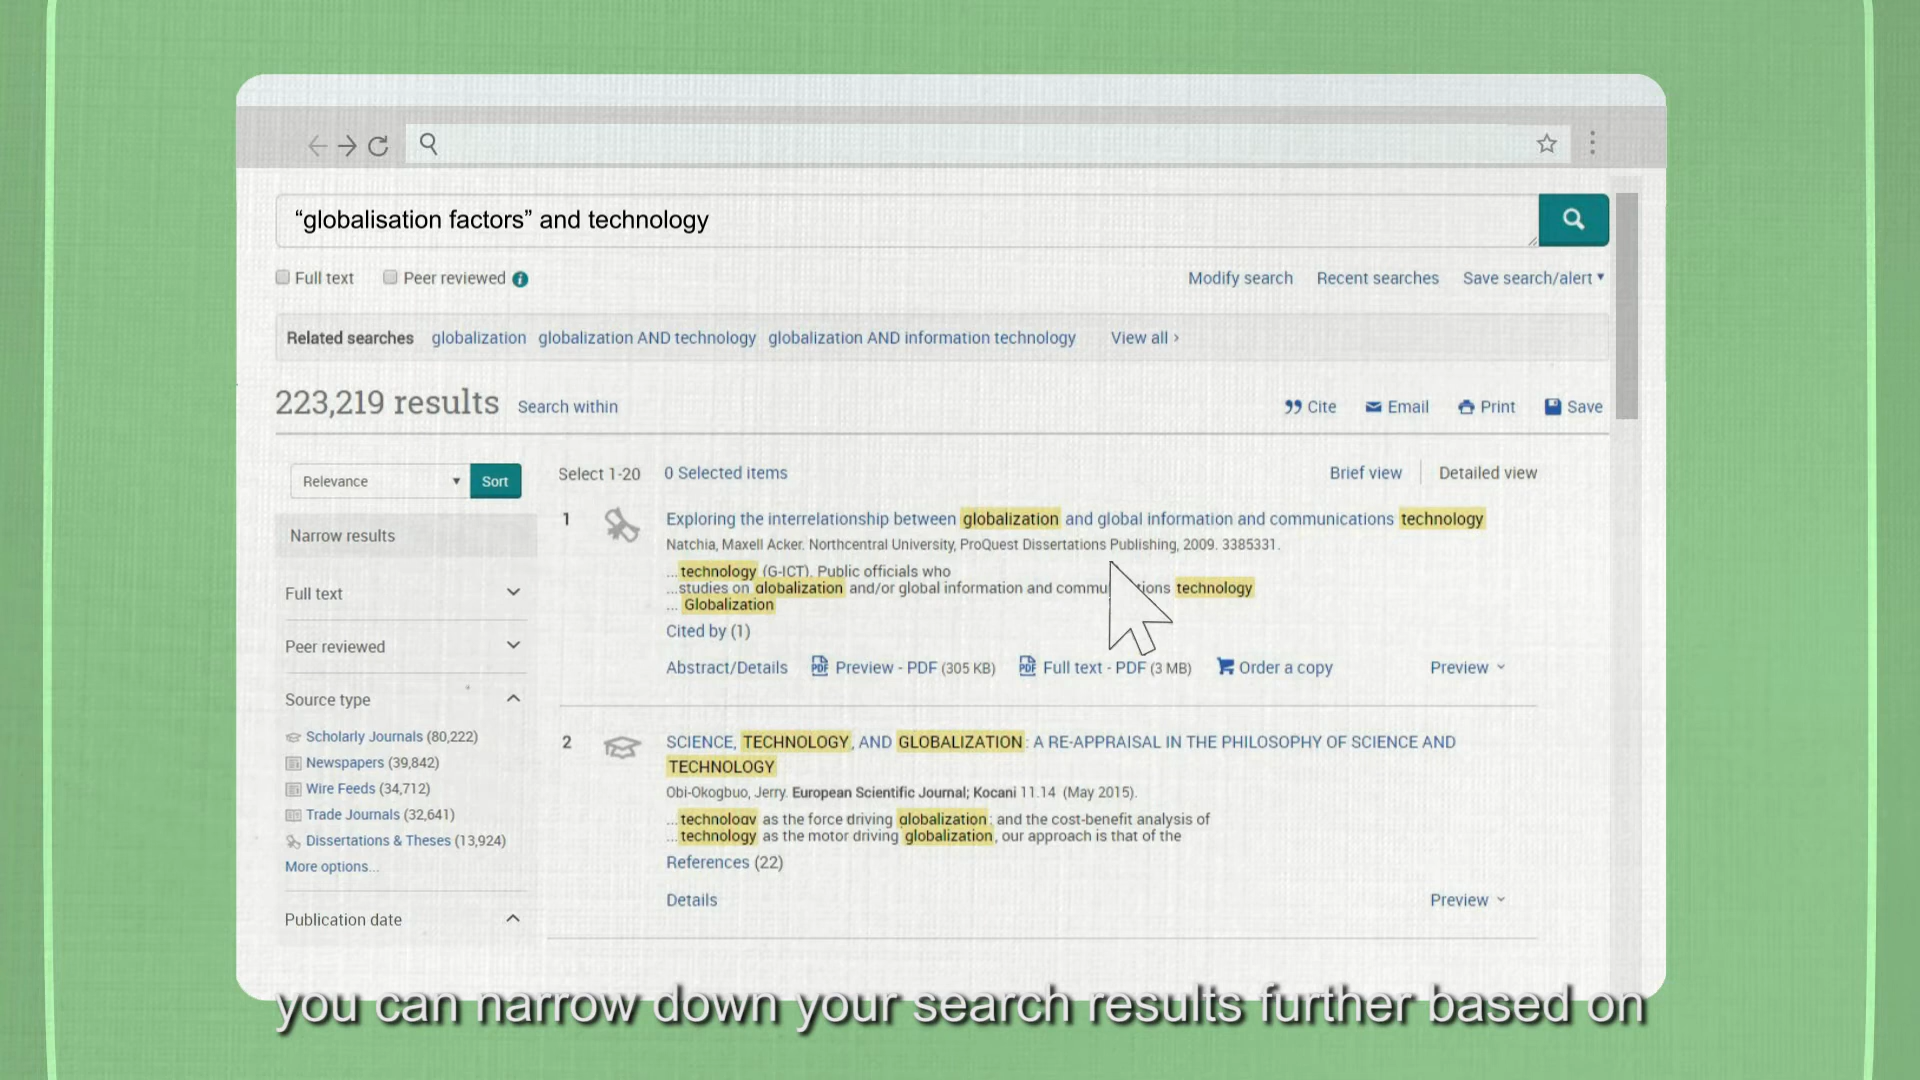 “globalisation factors” and technology
Full text
Peer reviewed
Modify search
Recent searches
Save search/alert
Related searches globalization globalization AND technology globalization AND information technology View all ›
223,219 results Search within
Cite
Email
Print
Save
Relevance
Sort
Narrow results
Full text
Peer reviewed
Source type
Scholarly Journals (80,222)
Newspapers (39,842)
Wire Feeds (34,712)
Trade Journals (32,641)
Dissertations & Theses (13,924)
More options...
Publication date
Select 1-20 0 Selected items
Brief view
Detailed view
1
Exploring the interrelationship between globalization and global information and communications technology
Natchia, Maxell Acker. Northcentral University, ProQuest Dissertations Publishing, 2009. 3385331.
... technology (G-ICT). Public officials who
...studies on globalization and/or global information and technology
... Globalization
Cited by (1)
Abstract/Details PDF Preview - PDF (305 KB) PDF Full text - PDF (3 MB) Order a copy Preview
2
SCIENCE, TECHNOLOGY, AND GLOBALIZATION: A RE-APPRAISAL IN THE PHILOSOPHY OF SCIENCE AND
TECHNOLOGY
Obi-Okogbuo, Jerry. European Scientific Journal; Kocani 11.14 (May 2015).
... technology as the force driving globalization; and the cost-benefit analysis of
... technology as the motor driving globalization, our approach is that of the
References (22)
Details
Preview
you can narrow down your search results further based on